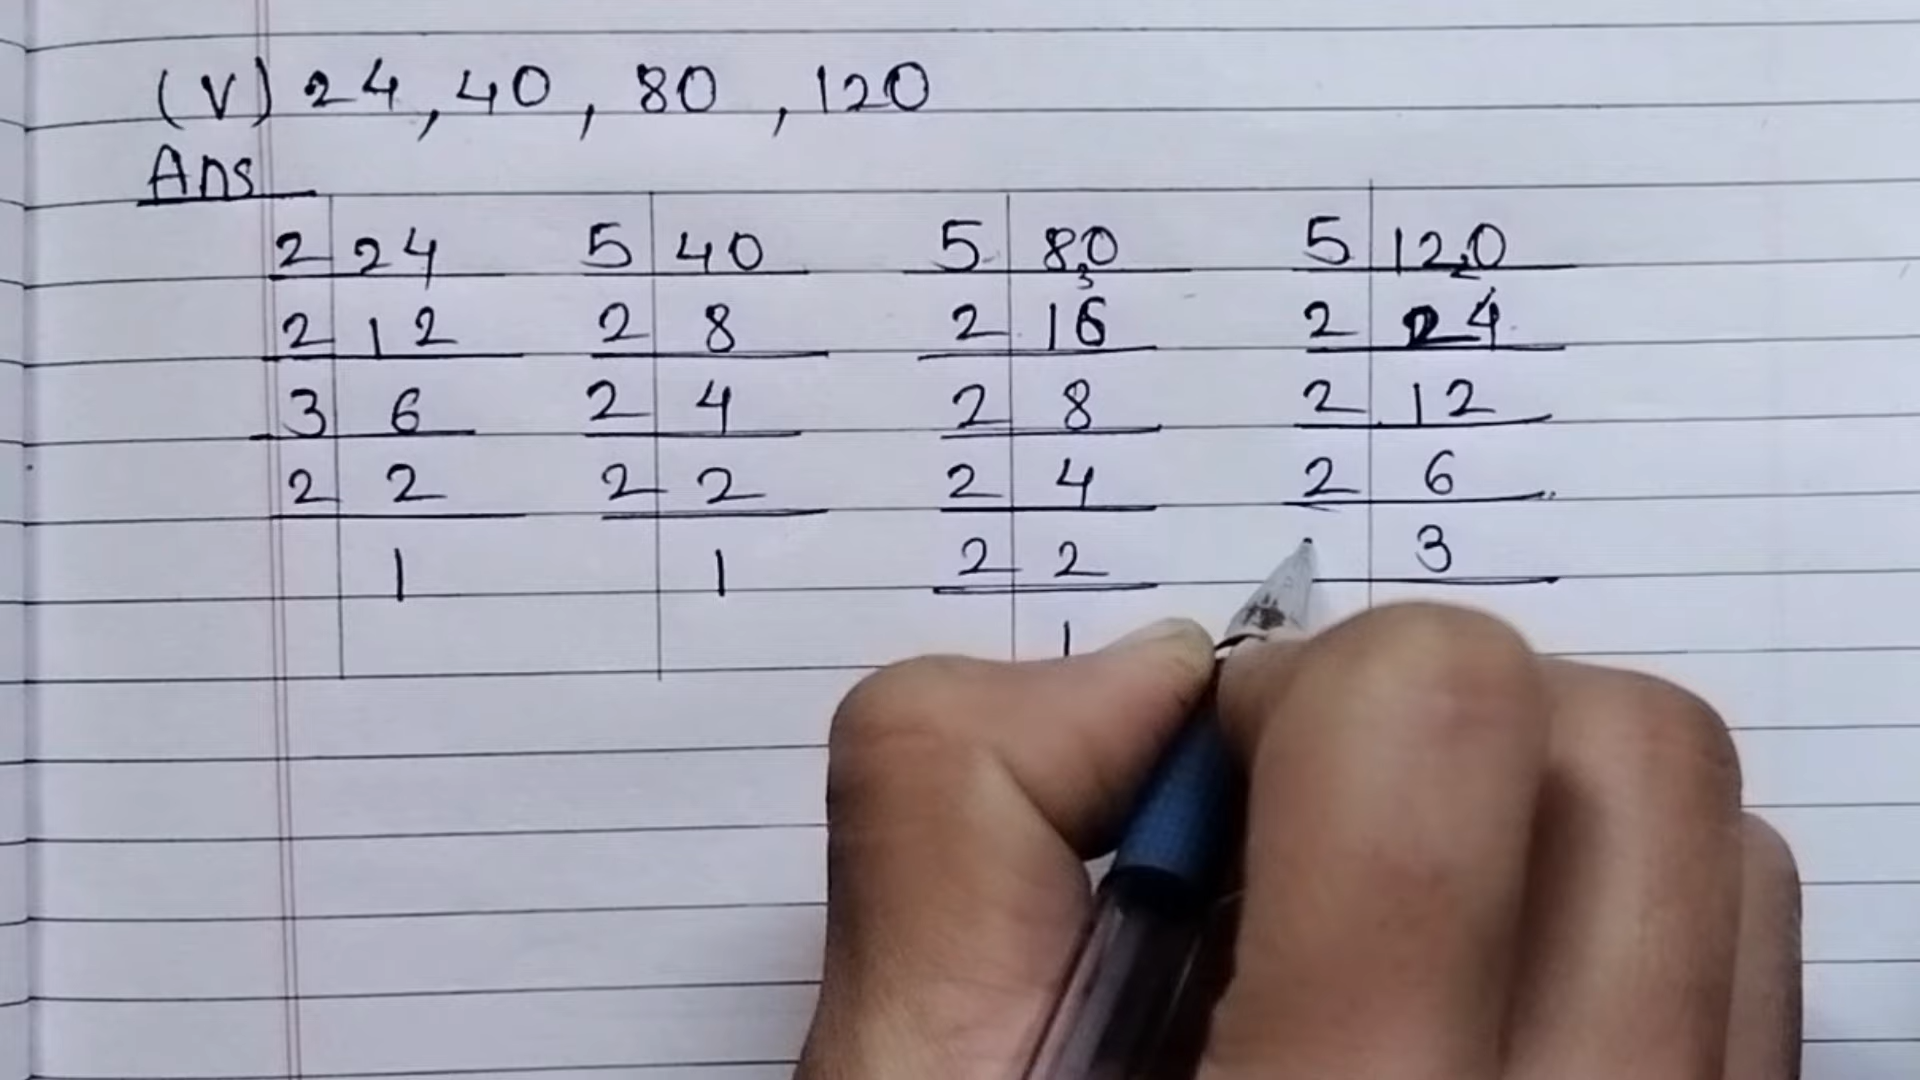 (V) 24, 40, 80, 120
Ans
2 24 5 40 5 80 5 120
3 2
2 12 2 8 2 16 2 24
3 6 2 4 2 8 2 12
2 2 2 2 2 4 2 6
1 1 2 2 3
1